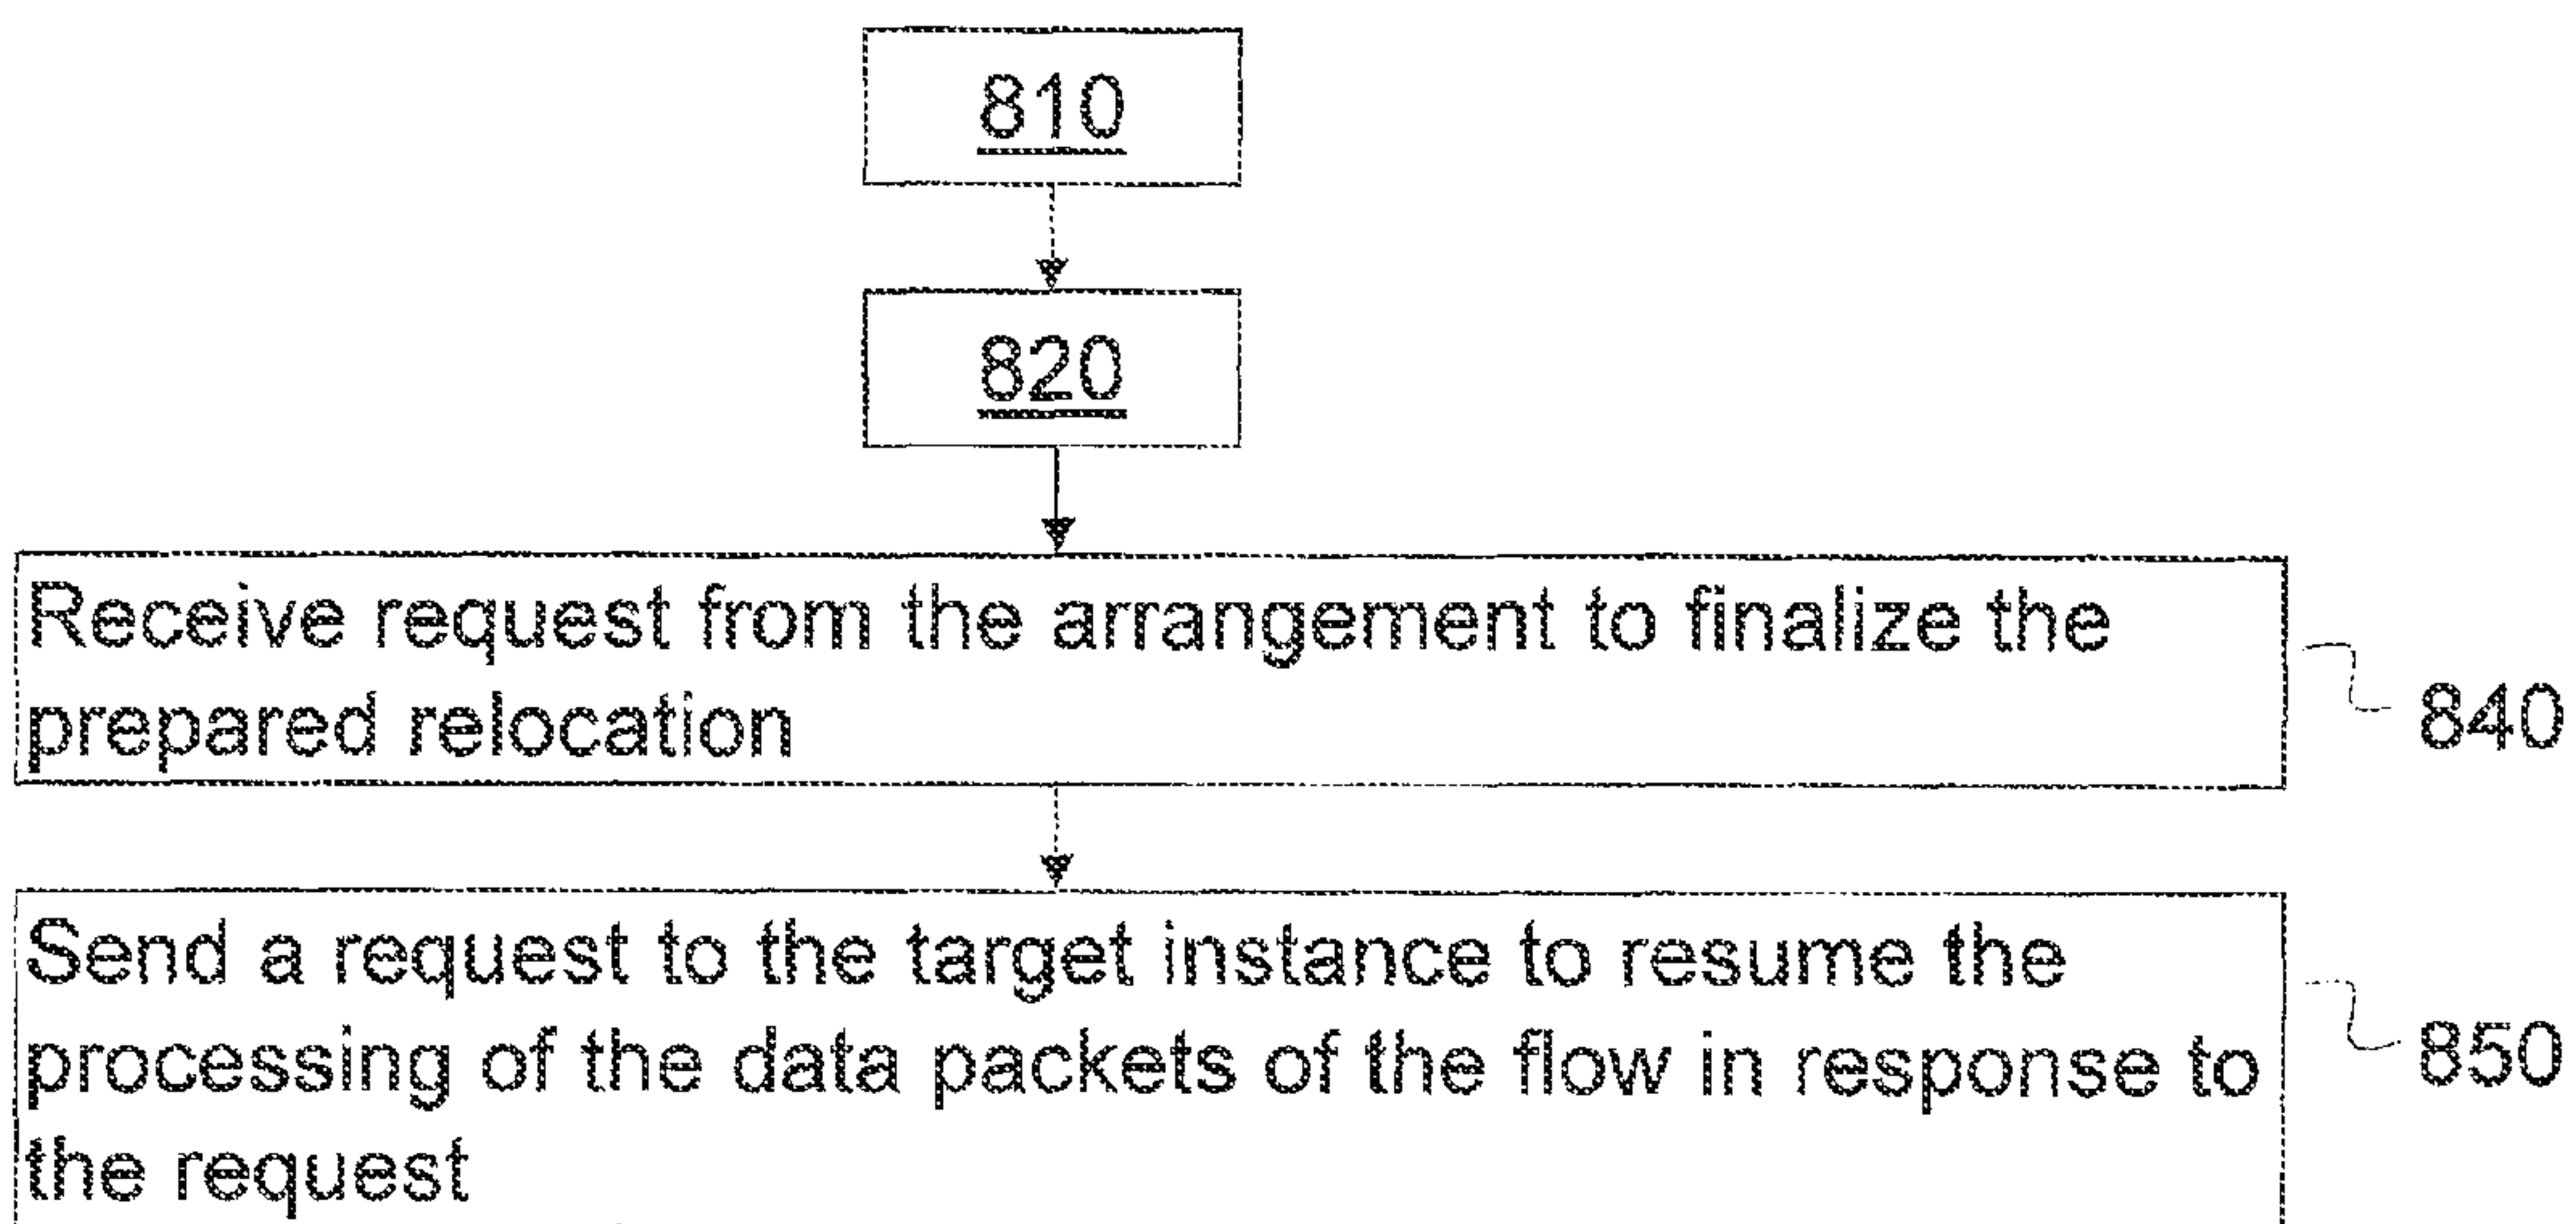 810
820
Receive request from the arrangement to finalize the
prepared relocation
840
Send a request to the target instance to resume the
processing of the data packets of the flow in response to
the request
850